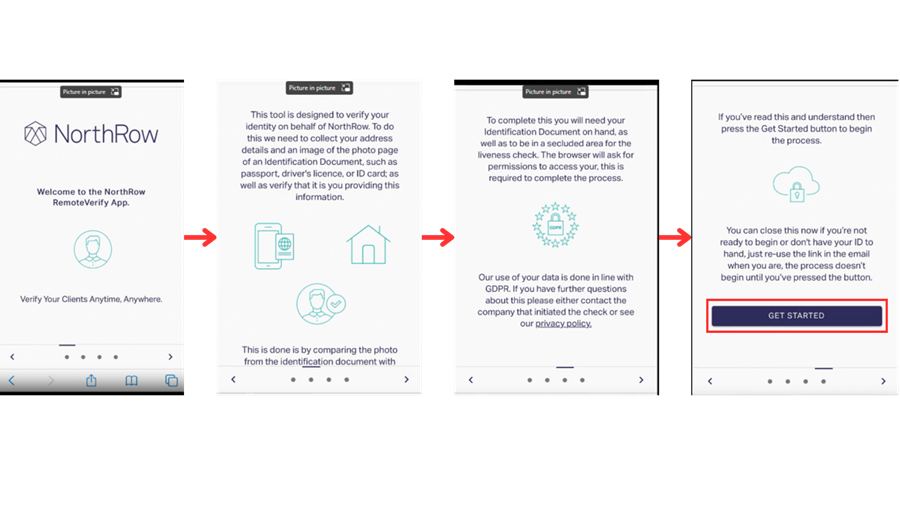 Picture in picture
NorthRow
Welcome to the NorthRow
RemoteVerify App.
Verify Your Clients Anytime, Anywhere.
Picture in picture
This tool is designed to verify your
identity on behalf of NorthRow. To do
this we need to collect your address
details and an image of the photo page
of an Identification Document, such as
passport, driver's licence, or ID card; as
well as verify that it is you providing this
information.
This is done is by comparing the photo
from the identification document with
Picture in picture
To complete this you will need your
Identification Document on hand, as
well as to be in a secluded area for the
liveness check. The browser will ask for
permissions to access your, this is
required to complete the process.
GDPR
Our use of your data is done in line with
GDPR. If you have further questions
about this please either contact the
company that initiated the check or see
our privacy policy.
If you've read this and understand then
press the Get Started button to begin
the process.
You can close this now if you're not
ready to begin or don't have your ID to
hand, just re-use the link in the email
when you are, the process doesn't
begin until you've pressed the button.
GET STARTED